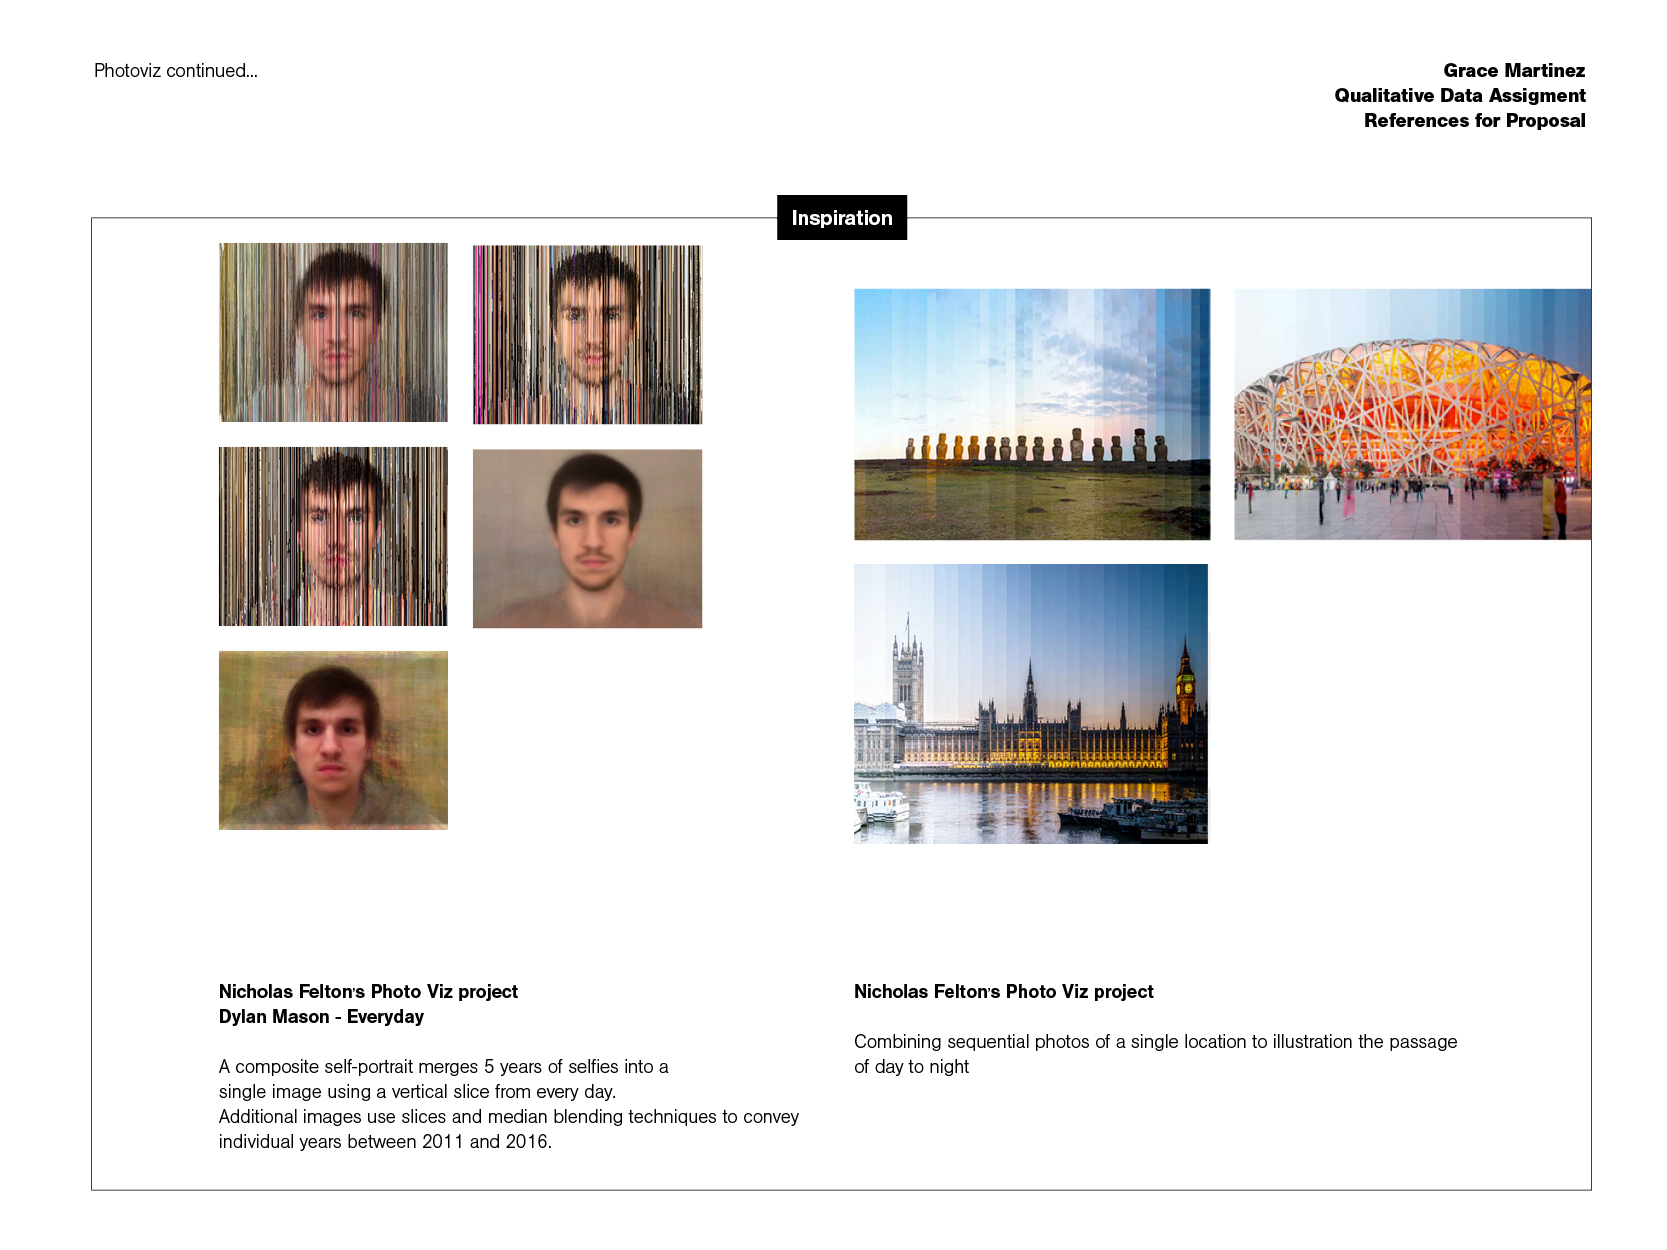 Photoviz continued...
Grace Martinez
Qualitative Data Assigment
References for Proposal
Inspiration
Nicholas Felton's Photo Viz project
Dylan Mason - Everyday
A composite self-portrait merges 5 years of selfies into a
single image using a vertical slice from every day.
Additional images use slices and median blending techniques to convey
individual years between 2011 and 2016.
Nicholas Felton's Photo Viz project
Combining sequential photos of a single location to illustration the passage
of day to night